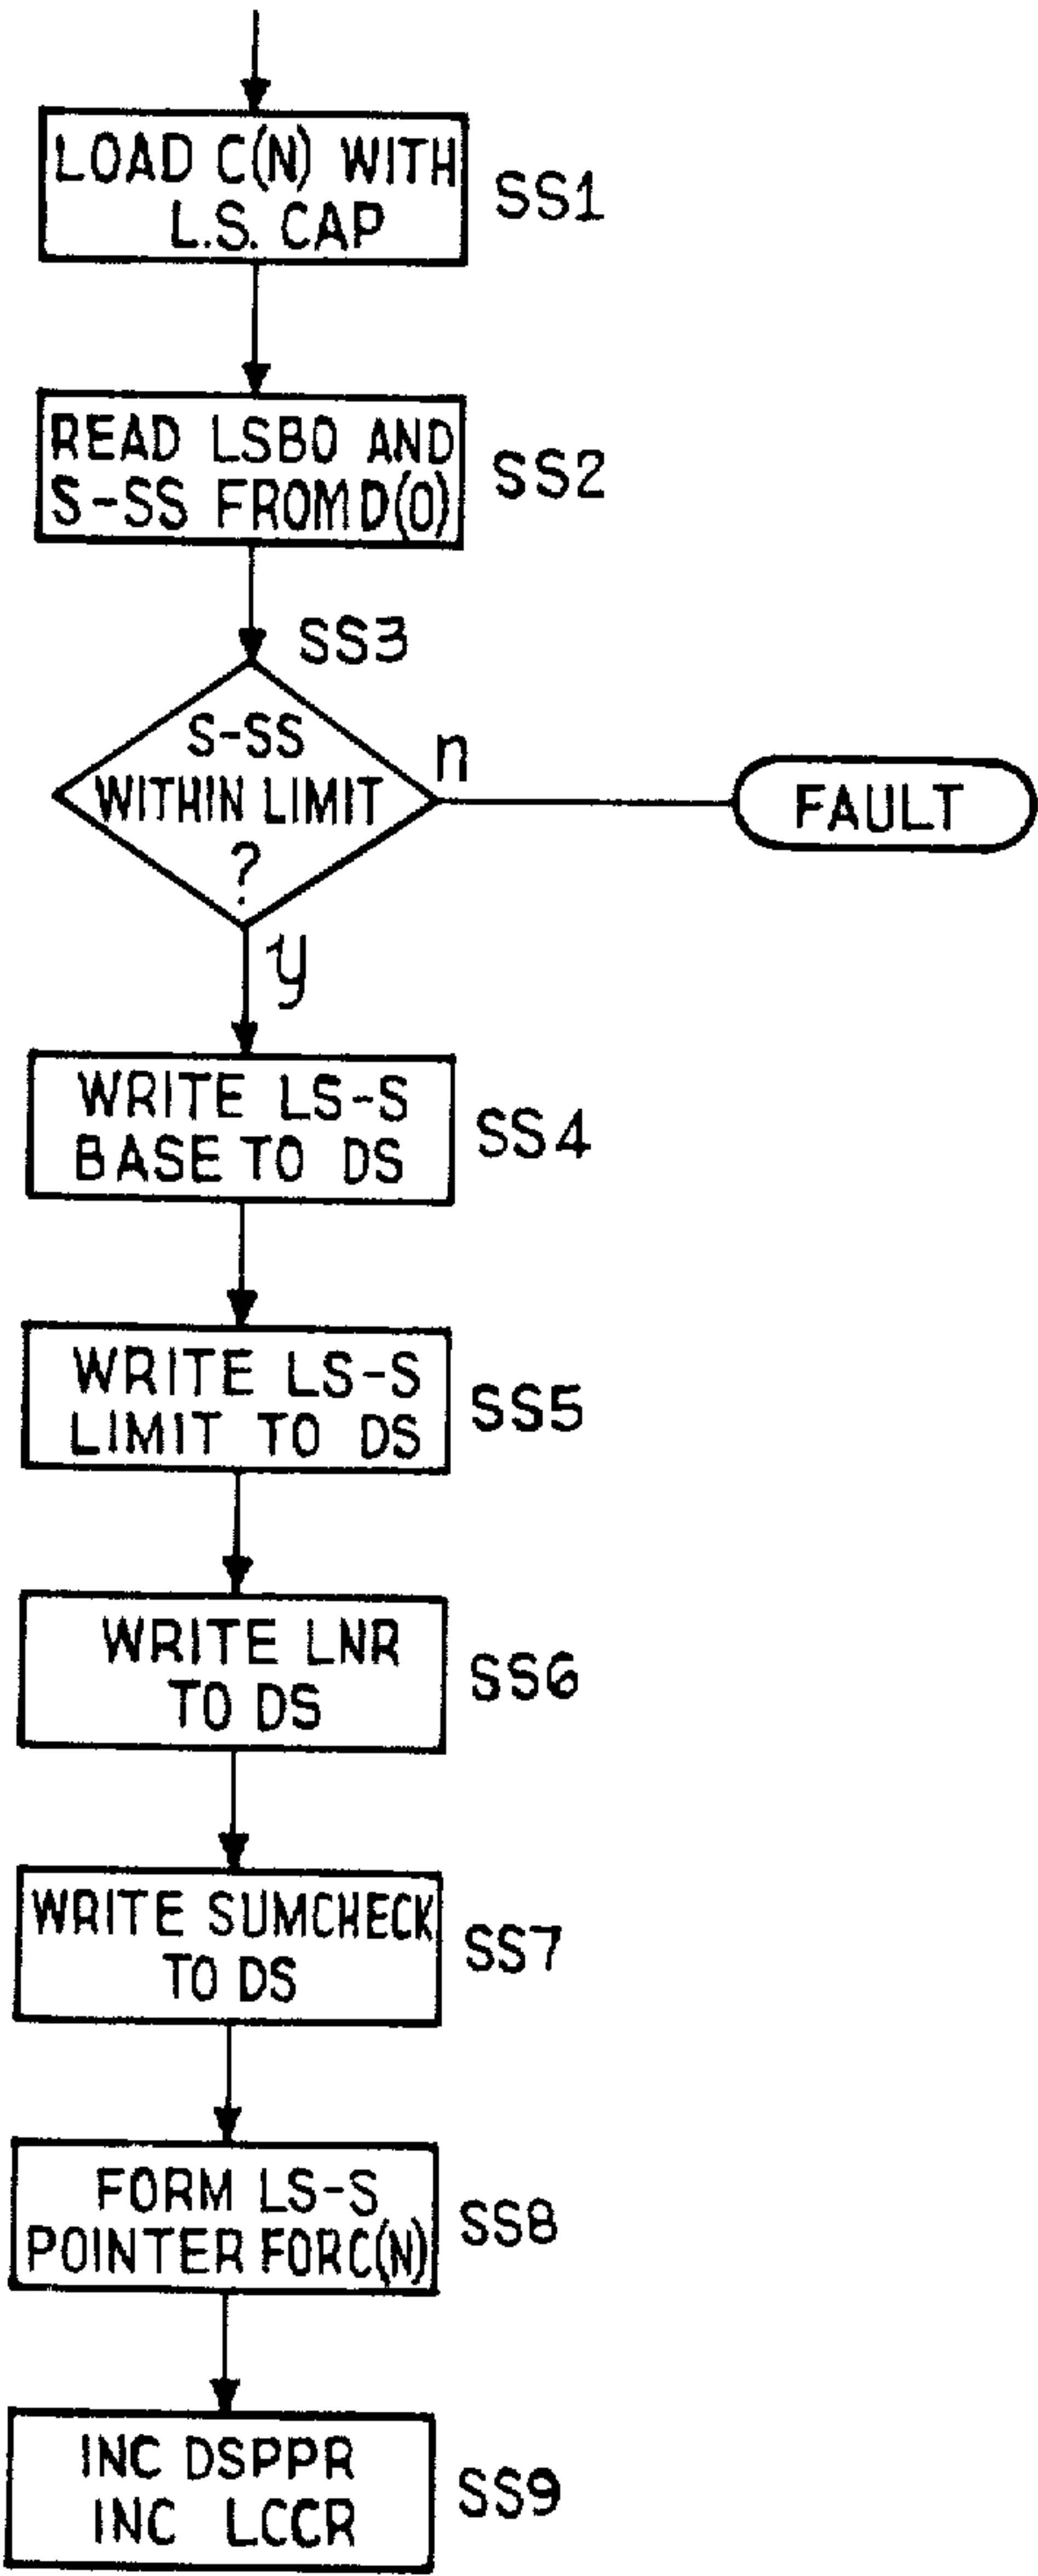 LOAD C(N) WITH
L.S. CAP
SS1
READ LSBO AND
S-SS FROM D(O)
SS2
SS3
S-SS
WITHIN LIMIT
?
n
FAULT
y
WRITE LS-S
BASE TO DS
SS4
WRITE LS-S
LIMIT TO DS
SS5
WRITE LNR
TO DS
SS6
WRITE SUMCHECK
TO DS
SS7
FORM LS-S
POINTER FOR C(N)
SS8
INC DSPPR
INC LCCR
SS9